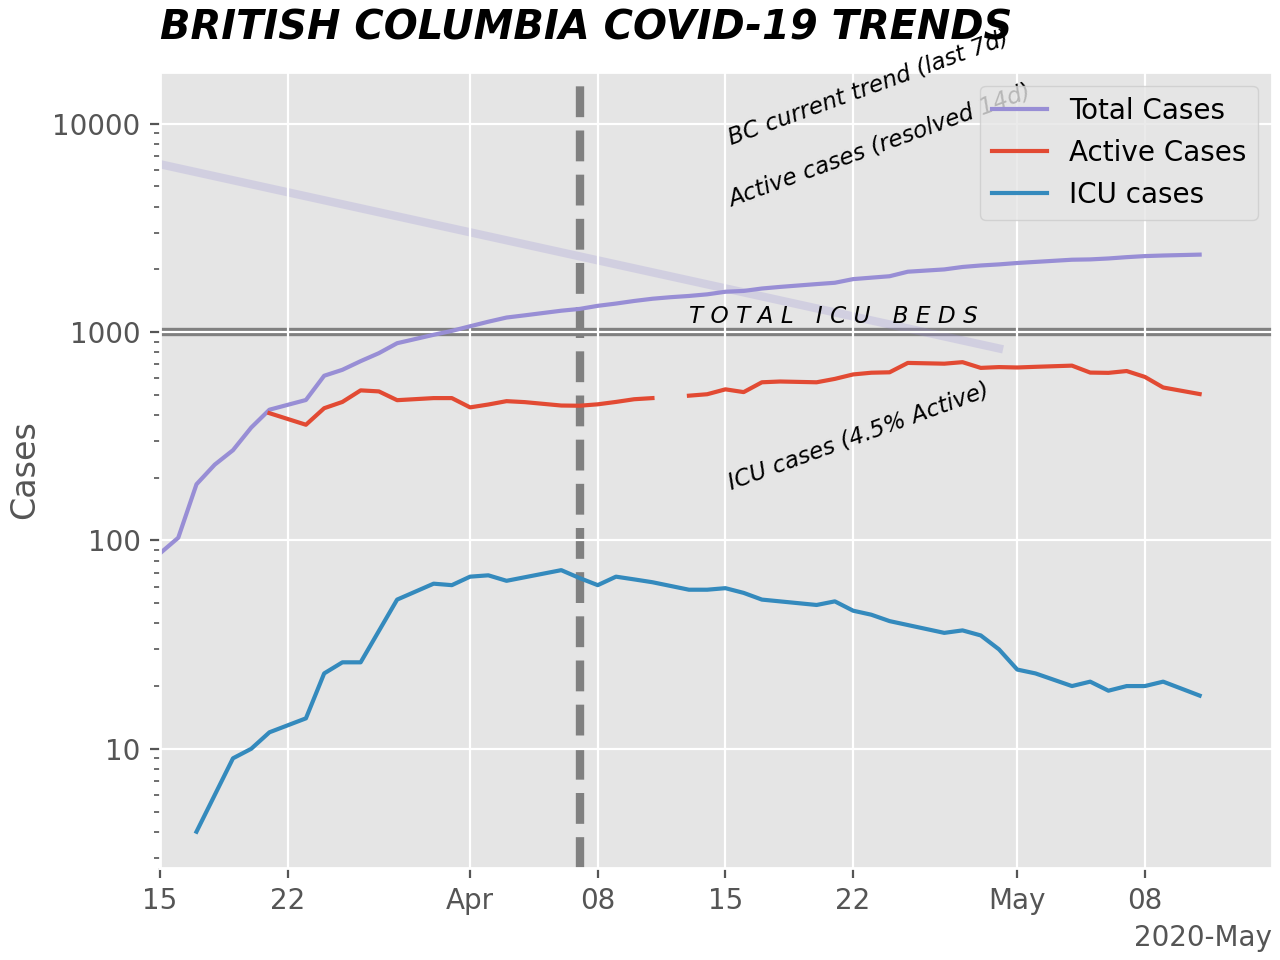 BRITISH COLUMBIA COVID-19 TRENDS
BC current trend (last 7d)
Active cases (resolved 14d)
Total Cases
Active Cases
ICU cases
TOTAL ICU BEDS
ICU cases (4.5% Active)
Cases
10000
1000
100
10
15 22 Apr 08 15 22 May 08
2020-May